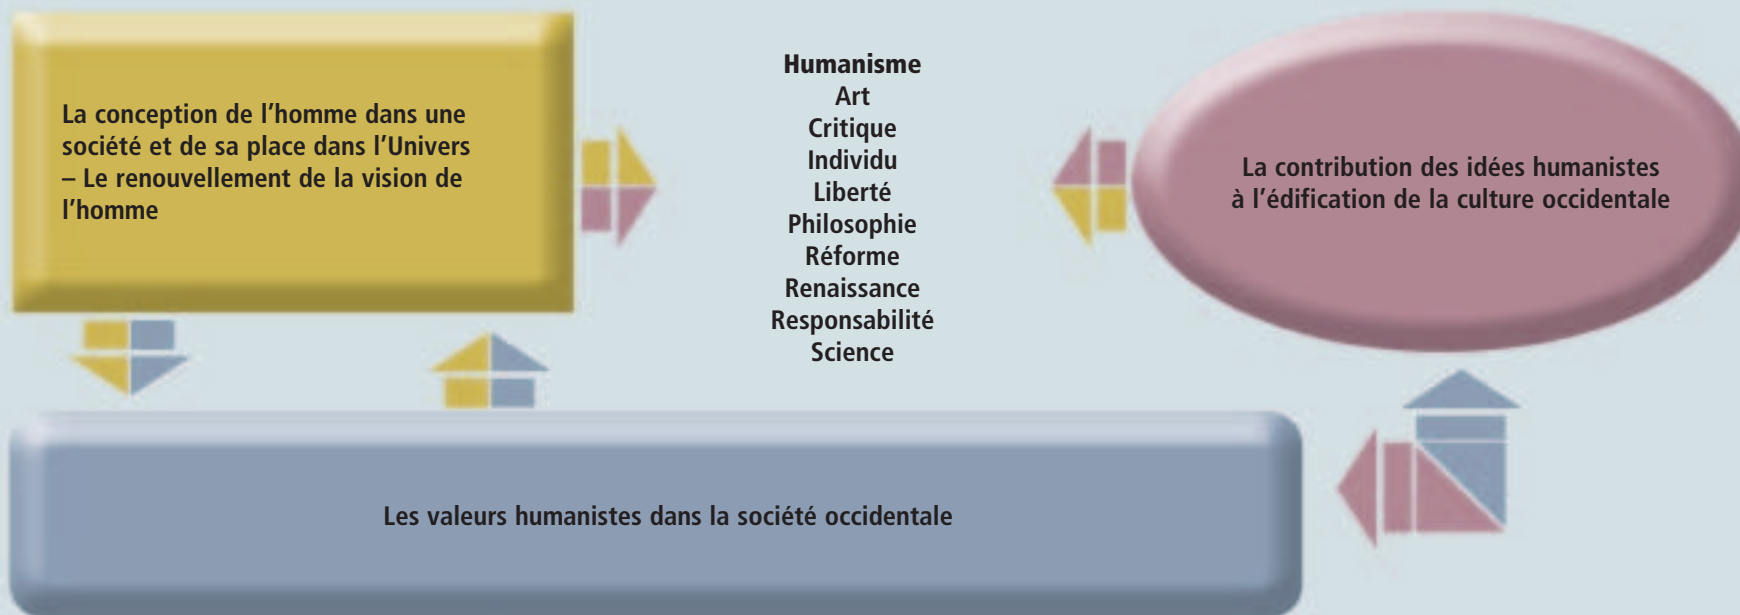 La conception de l'homme dans une
société et de sa place dans l'Univers
– Le renouvellement de la vision de
l'homme
Humanisme
Art
Critique
Individu
Liberté
Philosophie
Réforme
Renaissance
Responsabilité
Science
La contribution des idées humanistes
à l'édification de la culture occidentale
Les valeurs humanistes dans la société occidentale